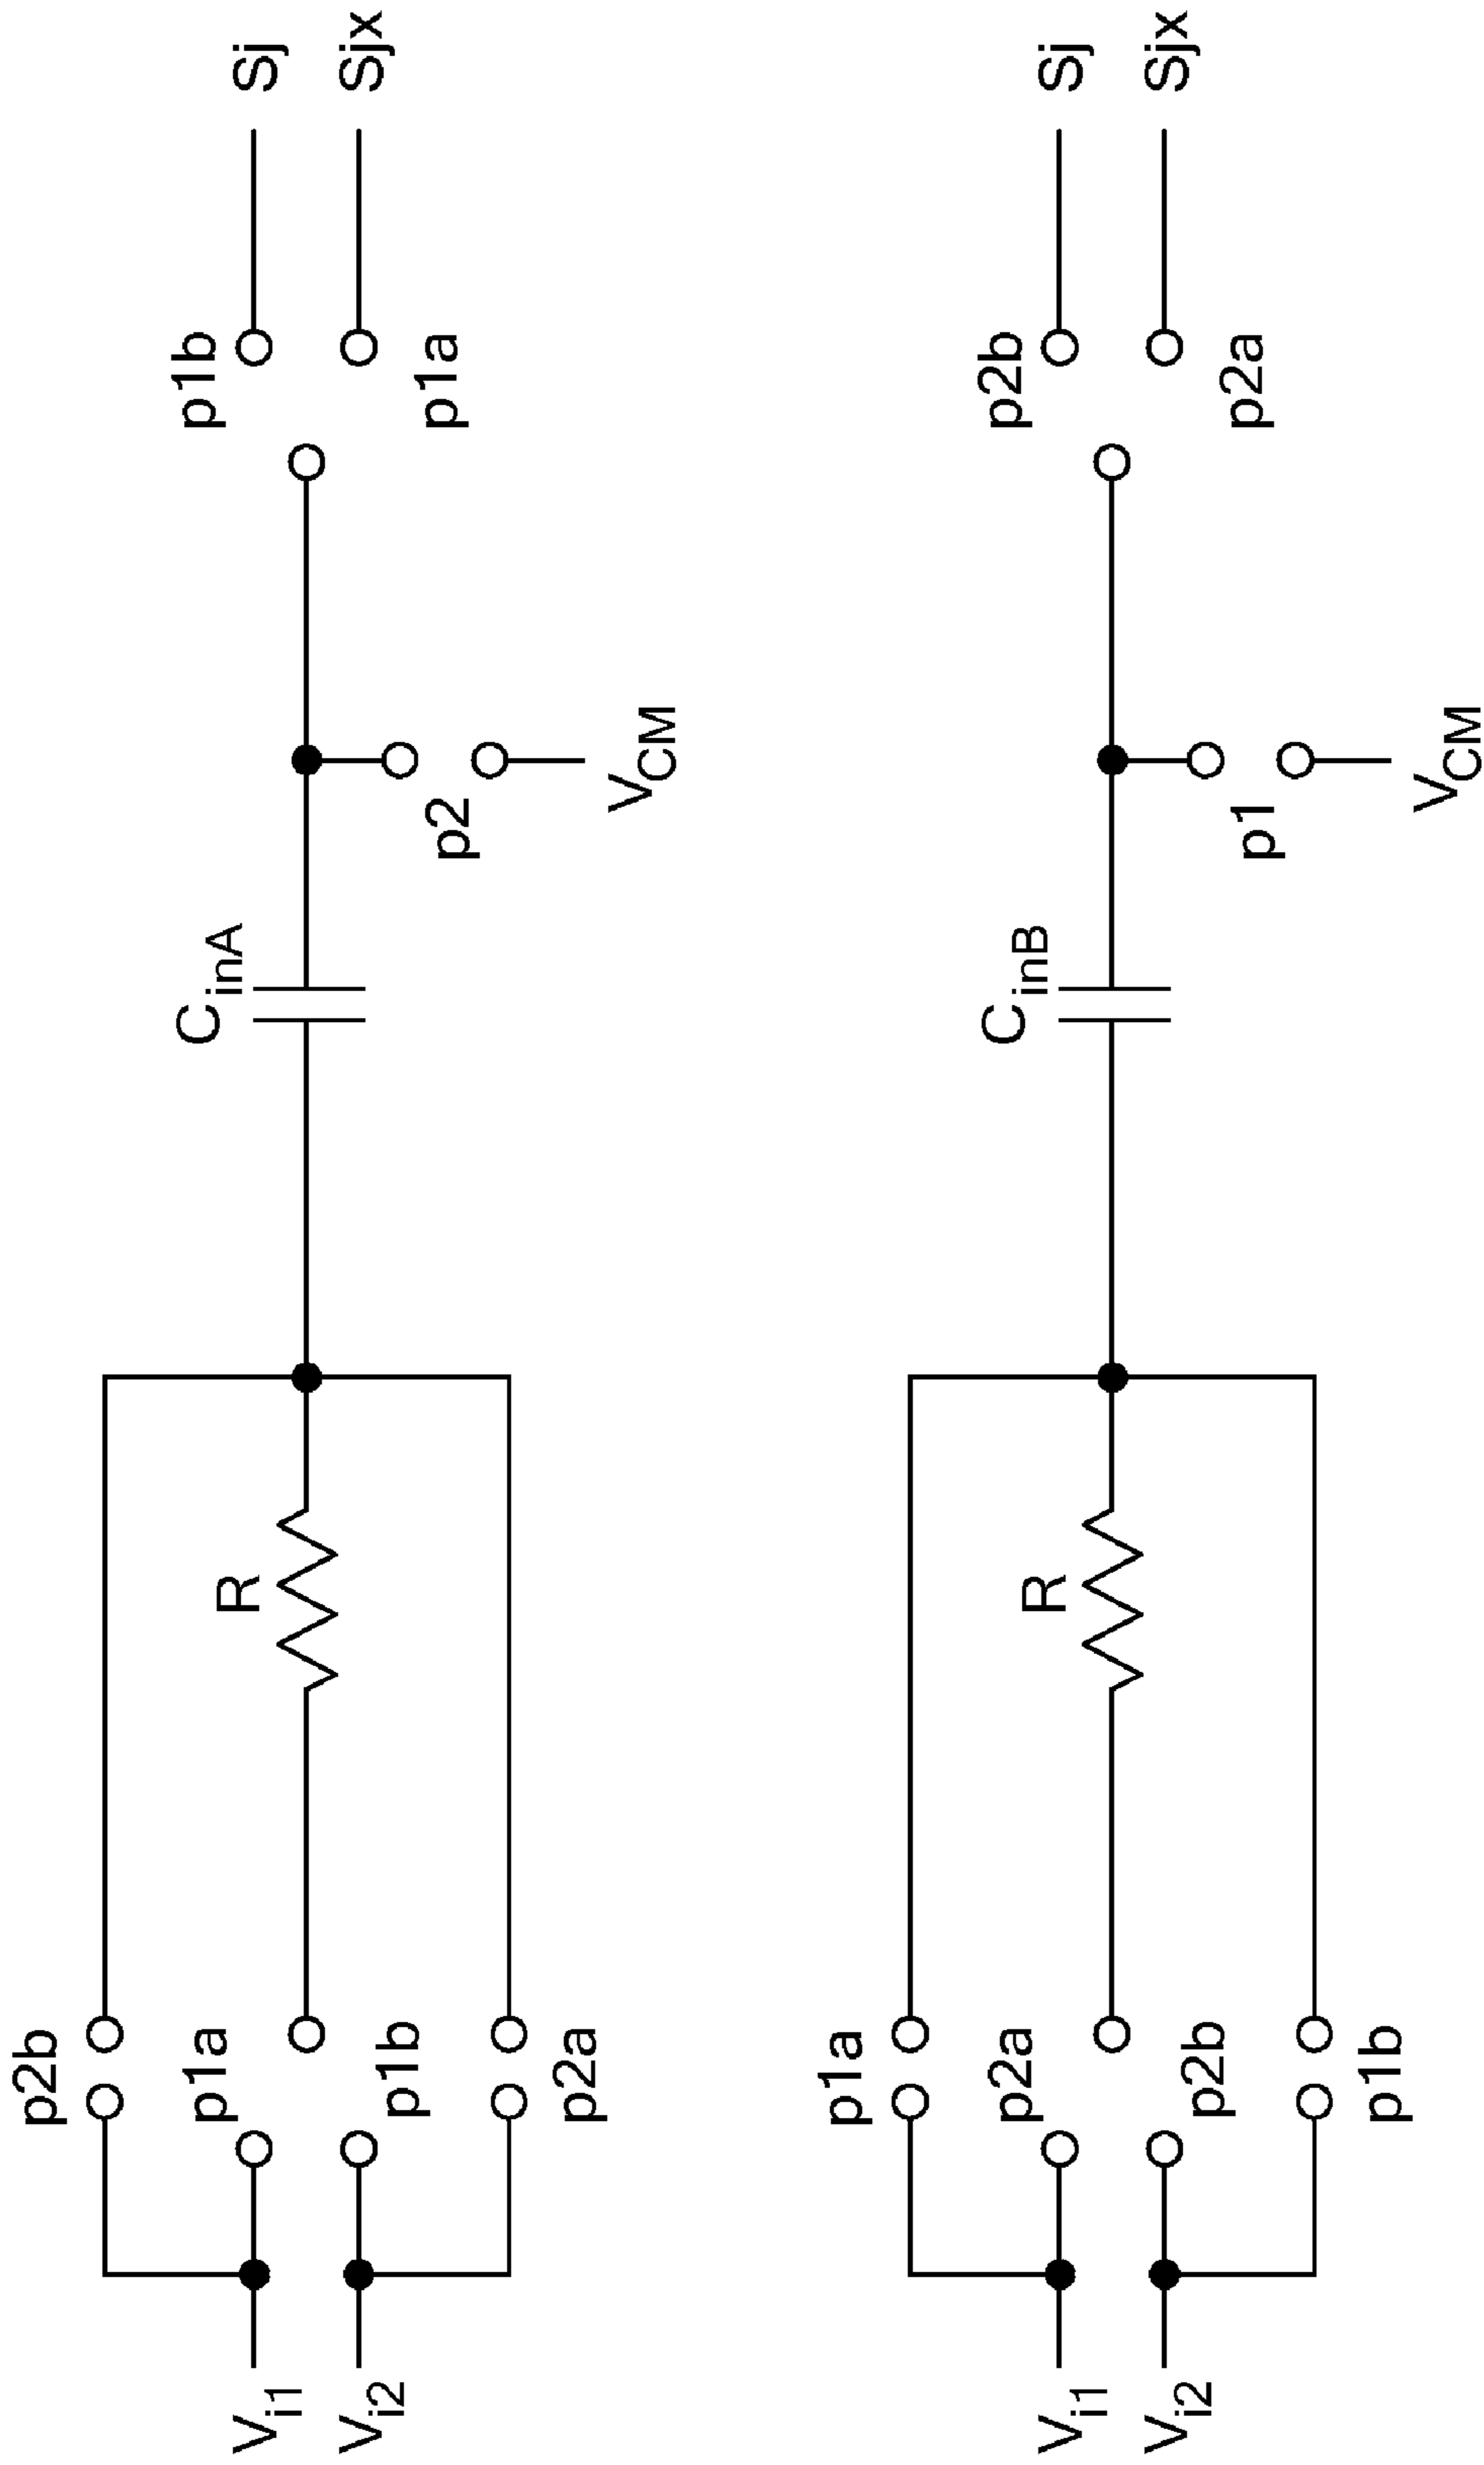 Sj
Sjx
p1b
p1a
V_CM
p2
C_inA
R
p2b
p1a
p1b
p2a
V_i1
V_i2
Sj
Sjx
p2b
p2a
V_CM
p1
C_inB
R
p1a
p2a
p2b
p1b
V_i1
V_i2